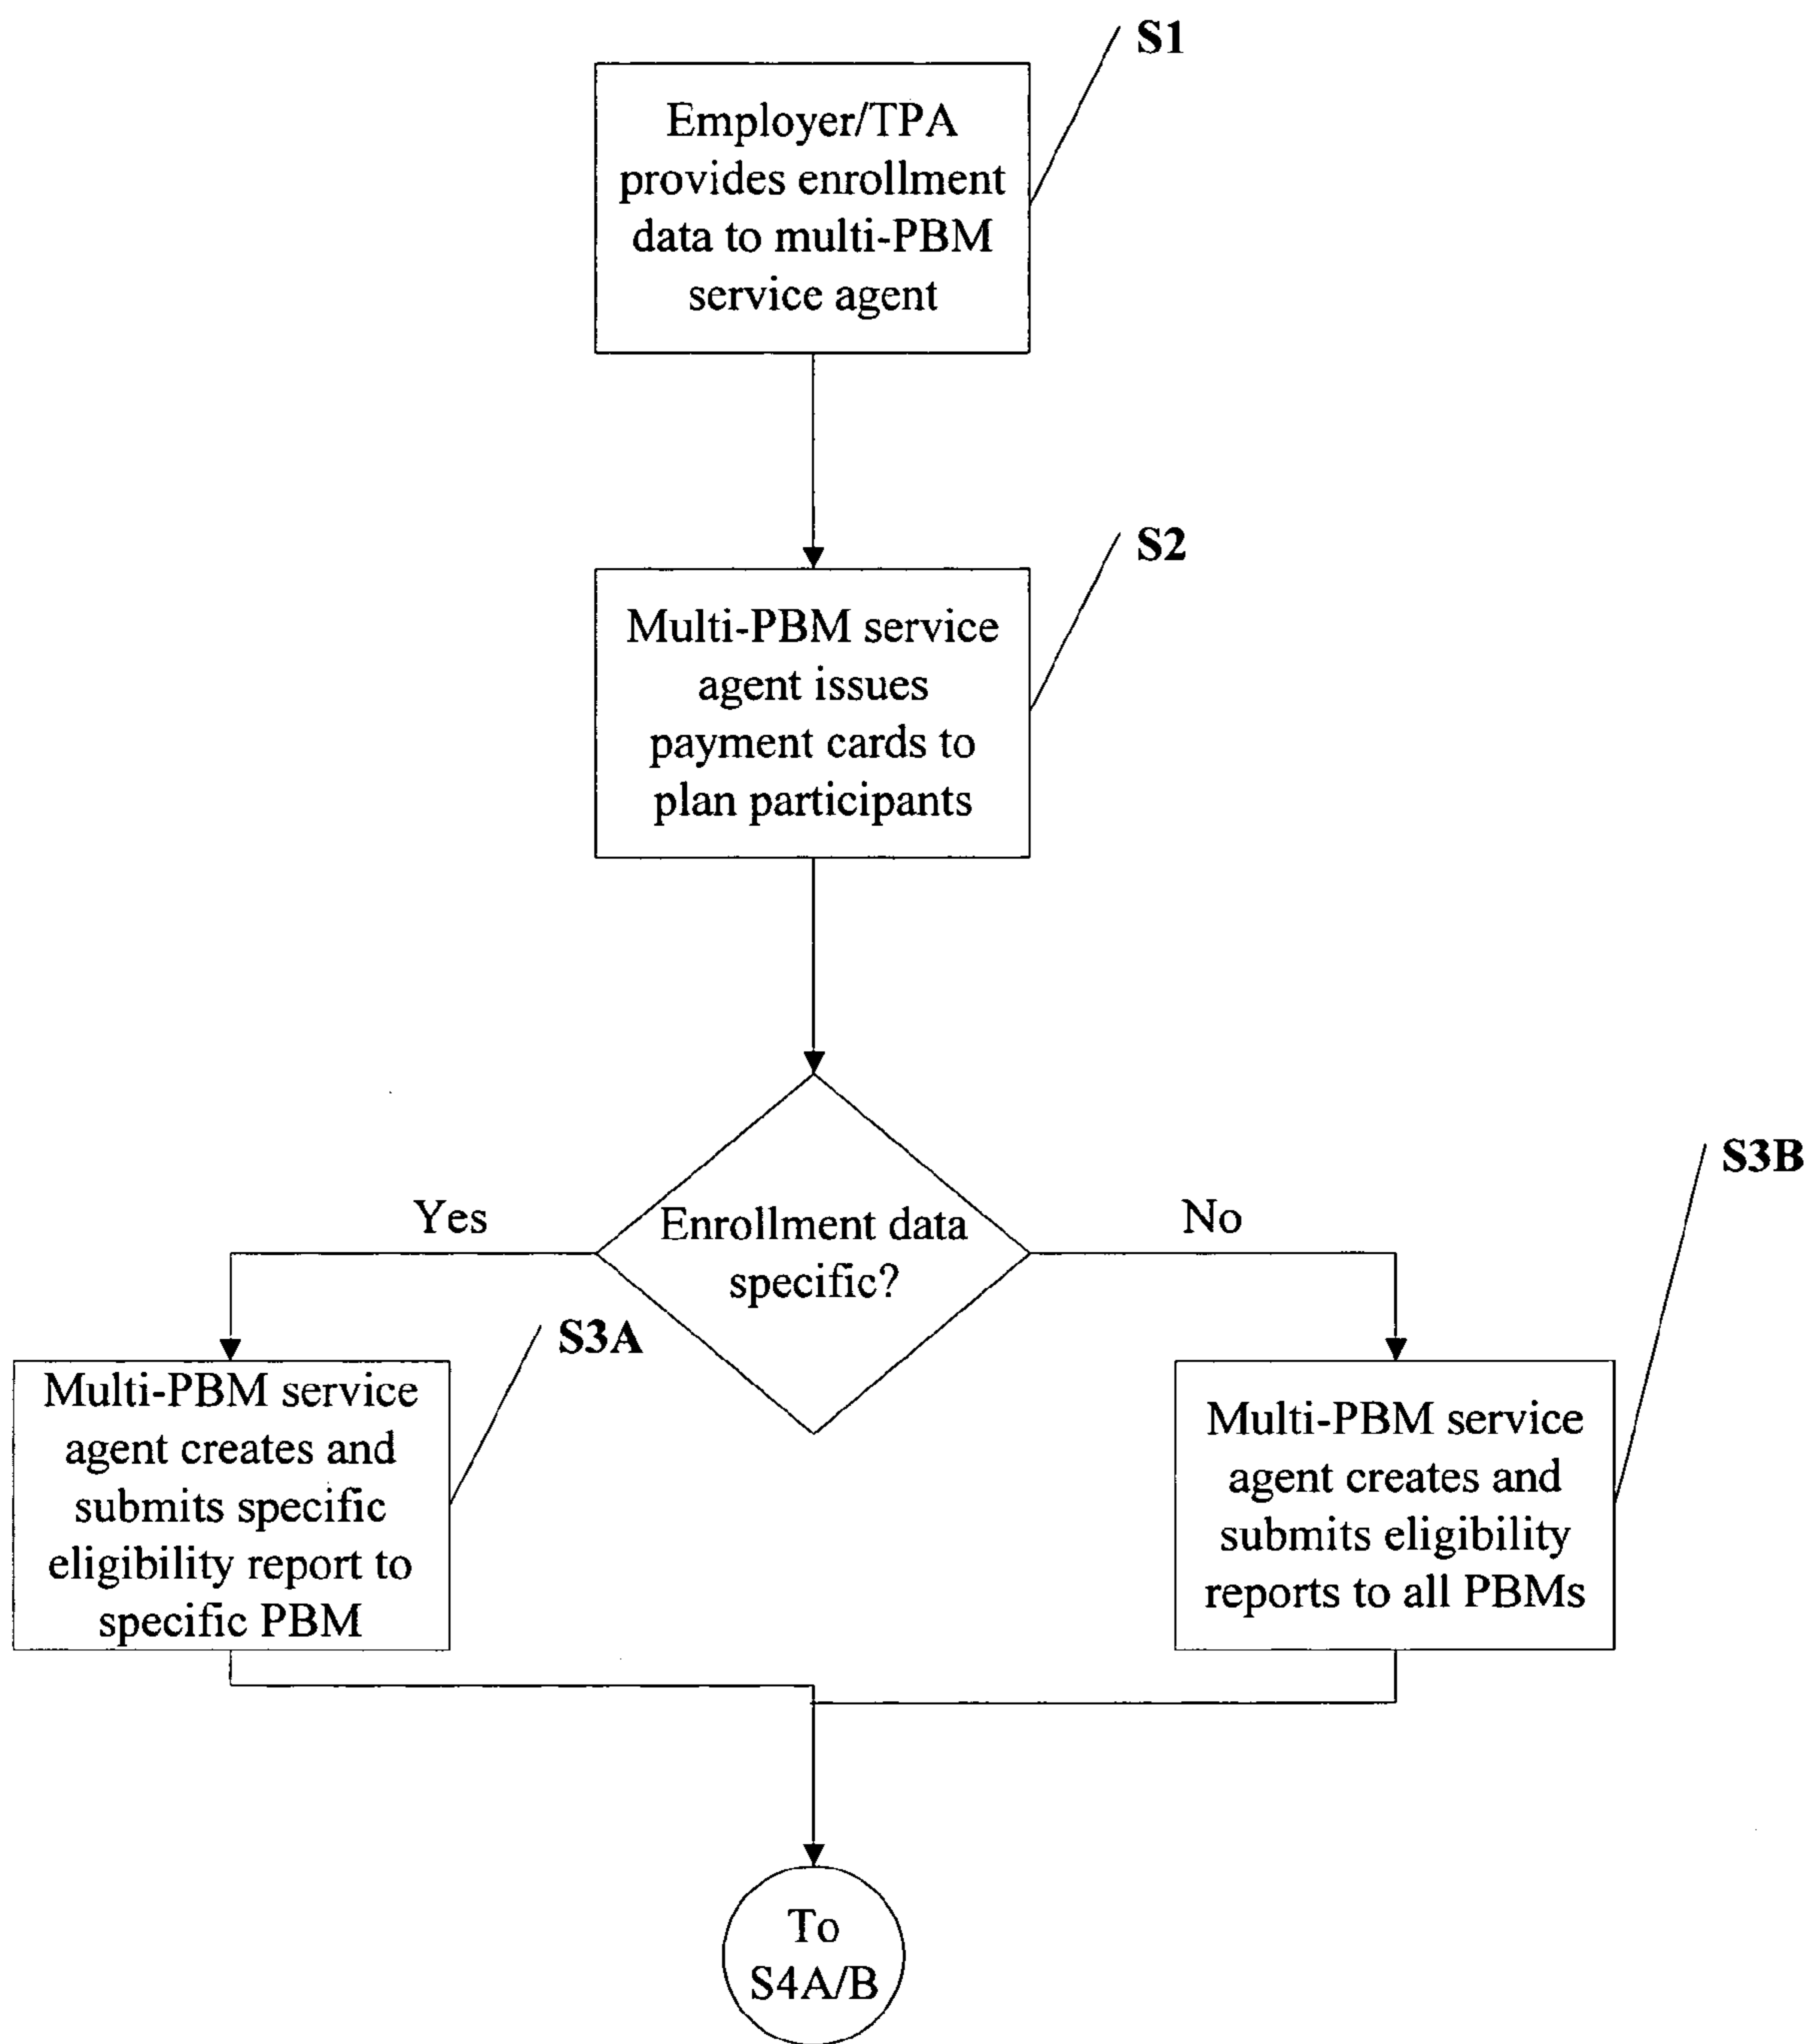 S1
Employer/TPA
provides enrollment
data to multi-PBM
service agent
S2
Multi-PBM service
agent issues
payment cards to
plan participants
Enrollment data
specific?
Yes
No
S3A
Multi-PBM service
agent creates and
submits specific
eligibility report to
specific PBM
S3B
Multi-PBM service
agent creates and
submits eligibility
reports to all PBMs
To
S4A/B